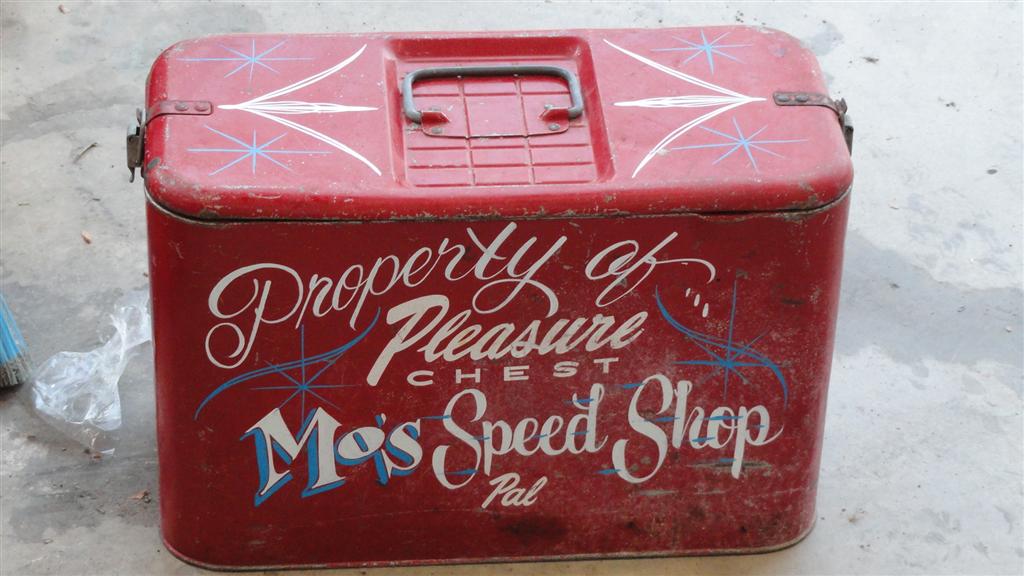 Property of
Pleasure
CHEST
Mo's Speed Shop
Pal